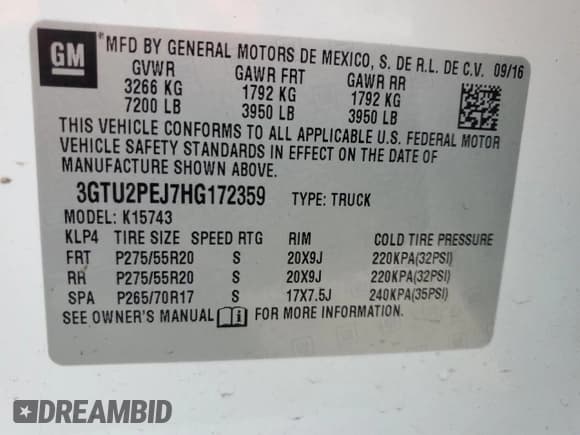 GM *MFD BY GENERAL MOTORS DE MEXICO, S. DE R.L. DE C.V. 09/16
GVWR GAWR FRT GAWR RR
3266 KG 1792 KG 1792 KG
7200 LB 3950 LB 3950 LB
THIS VEHICLE CONFORMS TO ALL APPLICABLE U.S. FEDERAL MOTOR
VEHICLE SAFETY STANDARDS IN EFFECT ON THE DATE OF
MANUFACTURE SHOWN ABOVE.
3GTU2PEJ7HG172359 TYPE: TRUCK
MODEL: K15743
KLP4 TIRE SIZE SPEED RTG RIM COLD TIRE PRESSURE
FRT P275/55R20 S 20X9J 220KPA(32PSI)
RR P275/55R20 S 20X9J 220KPA(32PSI)
SPA P265/70R17 S 17X7.5J 240KPA(35PSI)
SEE OWNER'S MANUAL FOR MORE INFORMATION.
DREAMBID